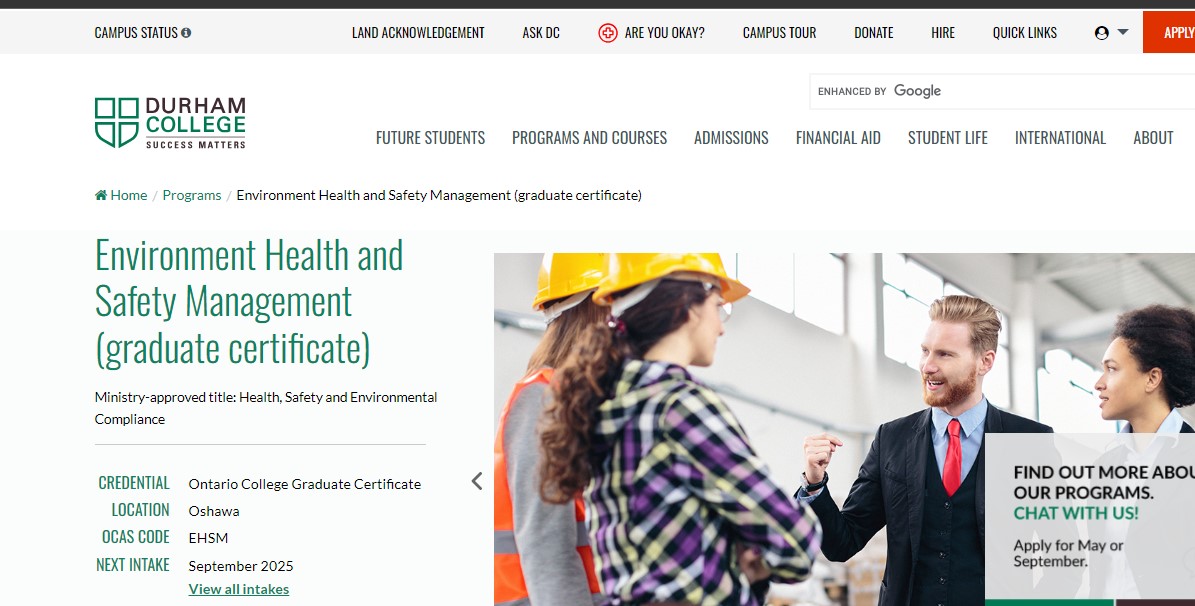 CAMPUS STATUS
LAND ACKNOWLEDGEMENT
ASK DC
ARE YOU OKAY?
CAMPUS TOUR
DONATE
HIRE
QUICK LINKS
APPLY
ENHANCED BY Google
DURHAM
COLLEGE
SUCCESS MATTERS
FUTURE STUDENTS
PROGRAMS AND COURSES
ADMISSIONS
FINANCIAL AID
STUDENT LIFE
INTERNATIONAL
ABOUT
Home / Programs / Environment Health and Safety Management (graduate certificate)
Environment Health and
Safety Management
(graduate certificate)
Ministry-approved title: Health, Safety and Environmental
Compliance
CREDENTIAL Ontario College Graduate Certificate
LOCATION Oshawa
OCAS CODE EHSM
NEXT INTAKE September 2025
View all intakes
FIND OUT MORE ABOU
OUR PROGRAMS.
CHAT WITH US!
Apply for May or
September.